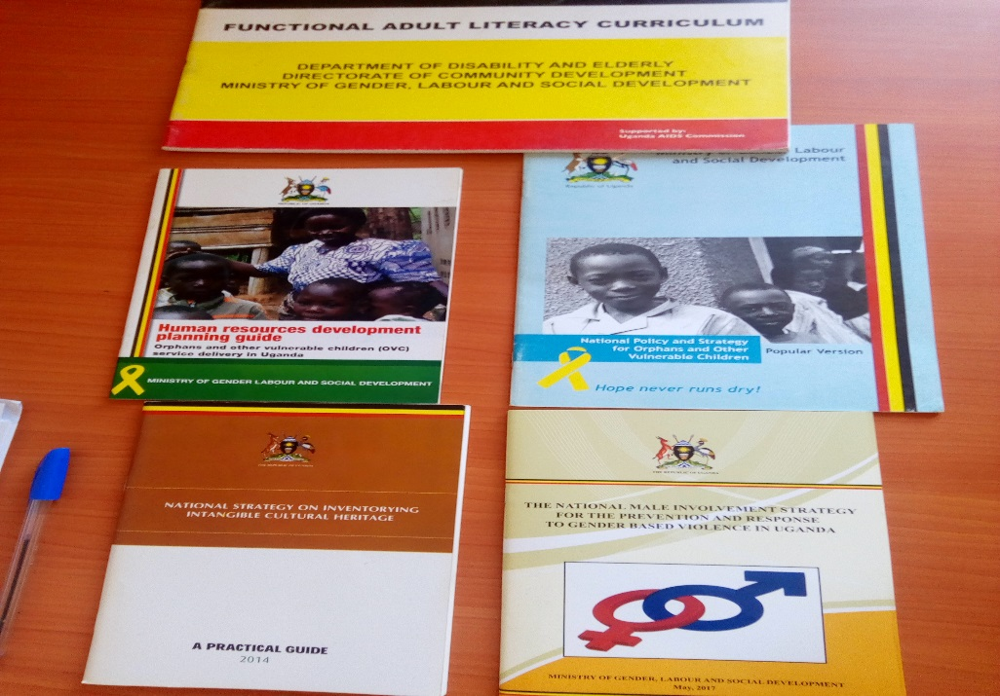 FUNCTIONAL ADULT LITERACY CURRICULUM
DEPARTMENT OF DISABILITY AND ELDERLY
DIRECTORATE OF COMMUNITY DEVELOPMENT
MINISTRY OF GENDER, LABOUR AND SOCIAL DEVELOPMENT
Supported by:
Uganda AIDS Commission
Human resources development
planning guide
Orphans and other vulnerable children (OVC)
service delivery in Uganda
MINISTRY OF GENDER LABOUR AND SOCIAL DEVELOPMENT
Labour
and Social Development
Republic of Uganda
National Policy and Strategy
for Orphans and Other
Vulnerable Children
Popular Version
Hope never runs dry!
THE REPUBLIC OF UGANDA
NATIONAL STRATEGY ON INVENTORYING
INTANGIBLE CULTURAL HERITAGE
A PRACTICAL GUIDE
2014
THE REPUBLIC OF UGANDA
THE NATIONAL MALE INVOLVEMENT STRATEGY
FOR THE PREVENTION AND RESPONSE
TO GENDER BASED VIOLENCE IN UGANDA
MINISTRY OF GENDER, LABOUR AND SOCIAL DEVELOPMENT
May, 2017